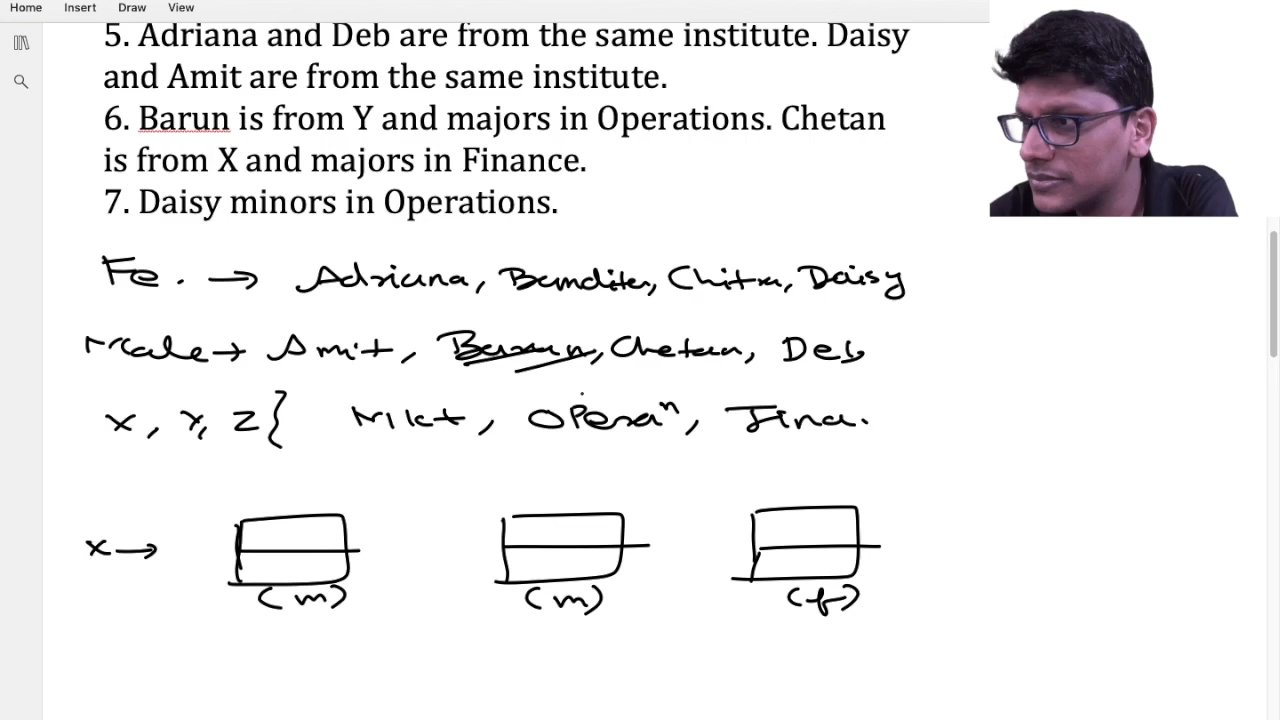 Home Insert Draw View
5. Adriana and Deb are from the same institute. Daisy
and Amit are from the same institute.
6. Barun is from Y and majors in Operations. Chetan
is from X and majors in Finance.
7. Daisy minors in Operations.
Fe. → Adriana, Bandita, Chitra, Daisy
Male → Amit, Barun, Chetan, Deb
X, Y, Z } Mkt, Operaⁿ, Fina.
X →
(m) (m) (f)